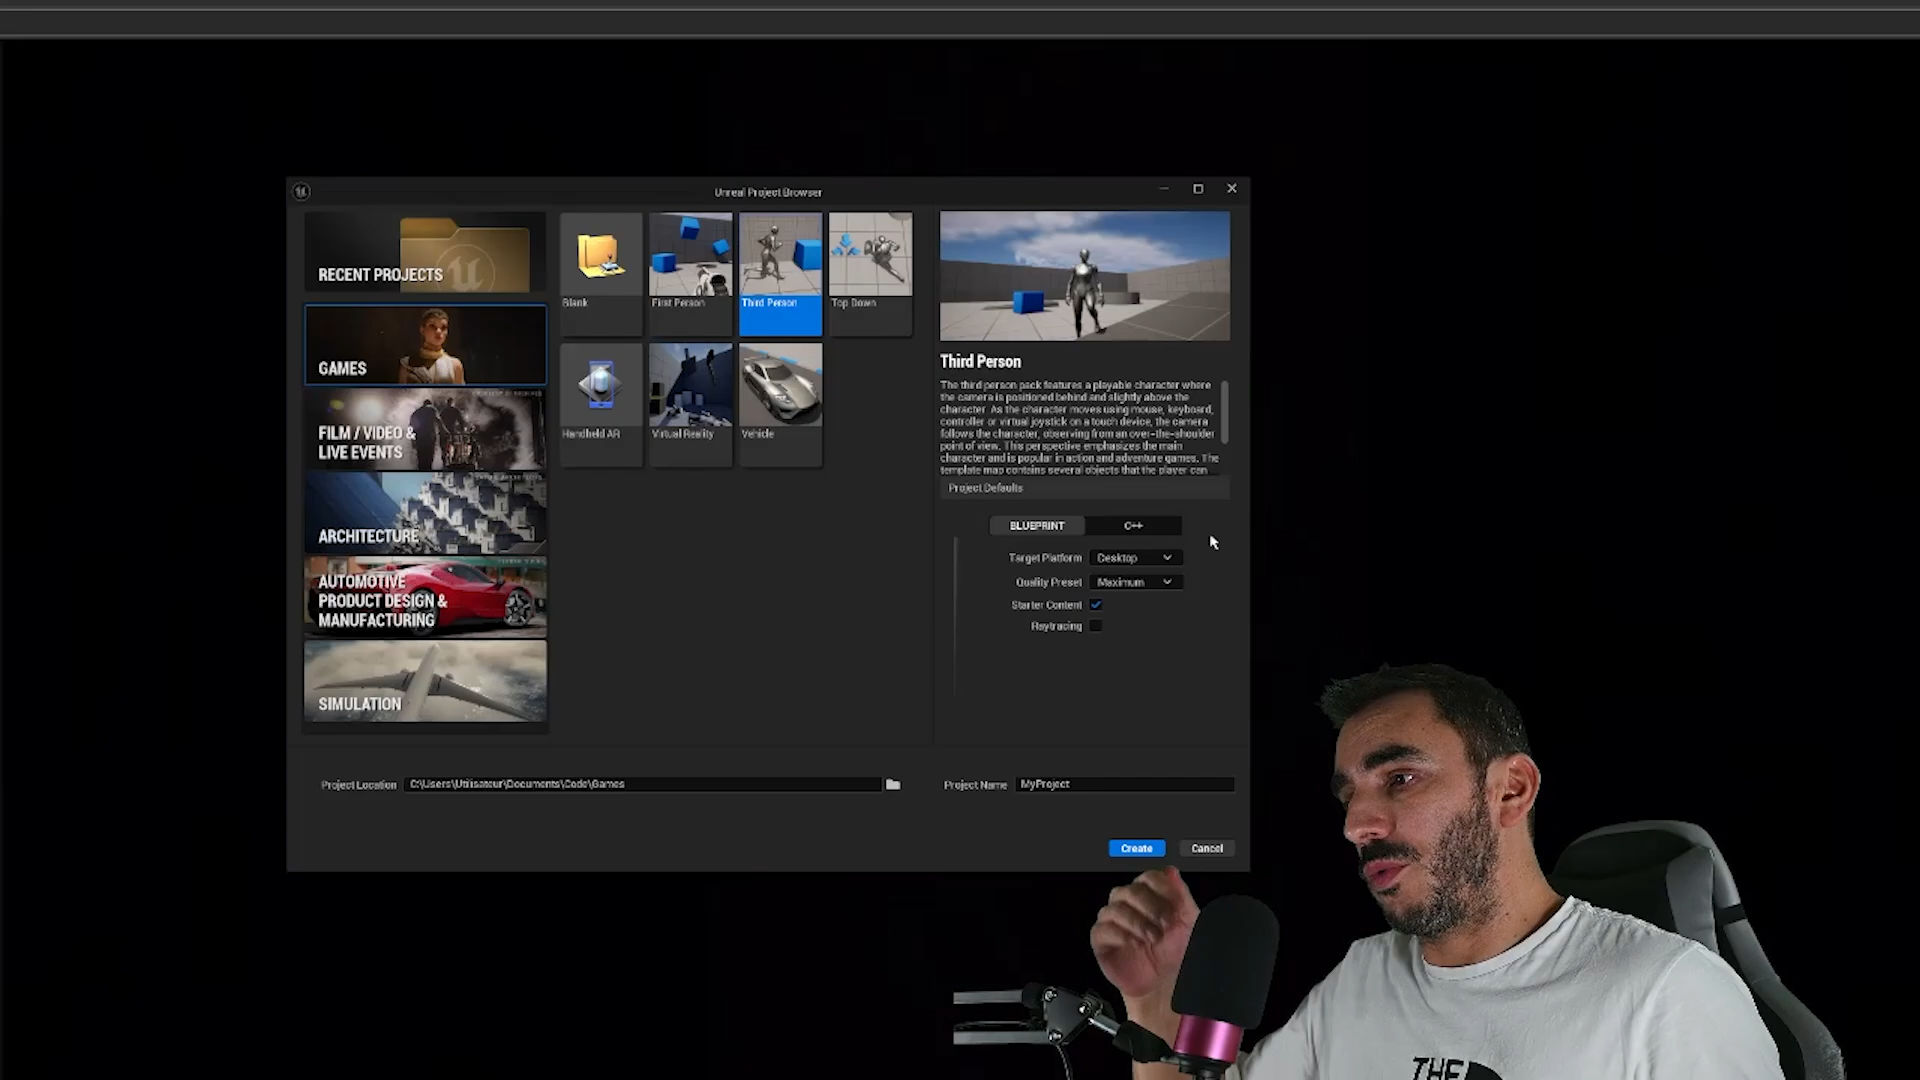 Unreal Project Browser
RECENT PROJECTS
GAMES
FILM / VIDEO &
LIVE EVENTS
ARCHITECTURE
AUTOMOTIVE
PRODUCT DESIGN &
MANUFACTURING
SIMULATION
Blank
First Person
Third Person
Top Down
Handheld AR
Virtual Reality
Vehicle
Third Person
The third person pack features a playable character where
the camera is positioned behind and slightly above the
character. As the character moves using mouse, keyboard,
controller or virtual joystick on a touch device, the camera
follows the character, observing from an over-the-shoulder
point of view. This perspective emphasizes the main
character and is popular in action and adventure games. The
template map contains several objects that the player can
Project Defaults
BLUEPRINT
C++
Target Platform
Desktop
Quality Preset
Maximum
Starter Content
Raytracing
Project Location
C:\Users\Utilisateur\Documents\Code\Games
Project Name
MyProject
Create
Cancel
THE